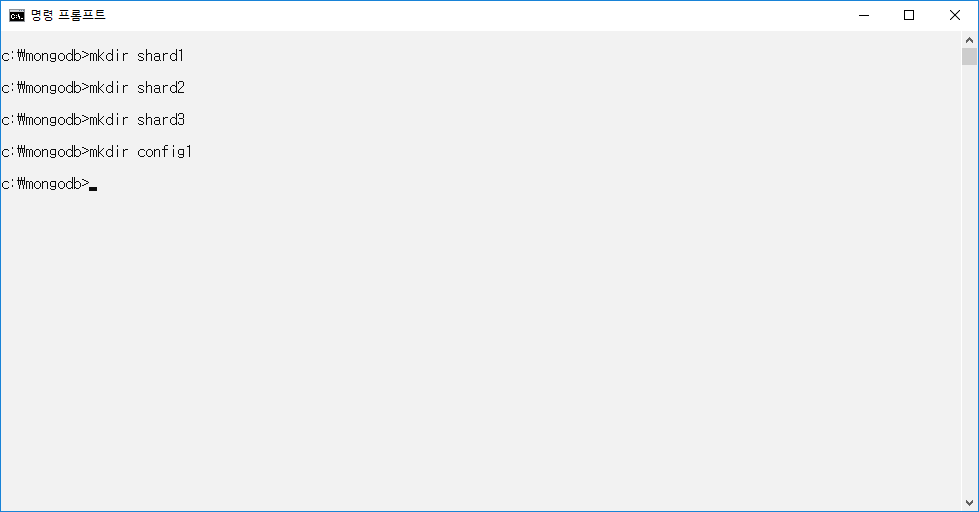 명령 프롬프트
c:₩mongodb>mkdir shard1
c:₩mongodb>mkdir shard2
c:₩mongodb>mkdir shard3
c:₩mongodb>mkdir config1
c:₩mongodb>